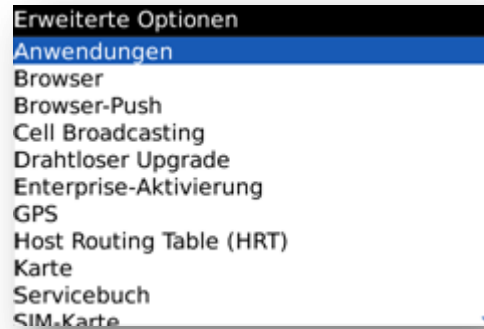 Erweiterte Optionen
Anwendungen
Browser
Browser-Push
Cell Broadcasting
Drahtloser Upgrade
Enterprise-Aktivierung
GPS
Host Routing Table (HRT)
Karte
Servicebuch
SIM-Karte